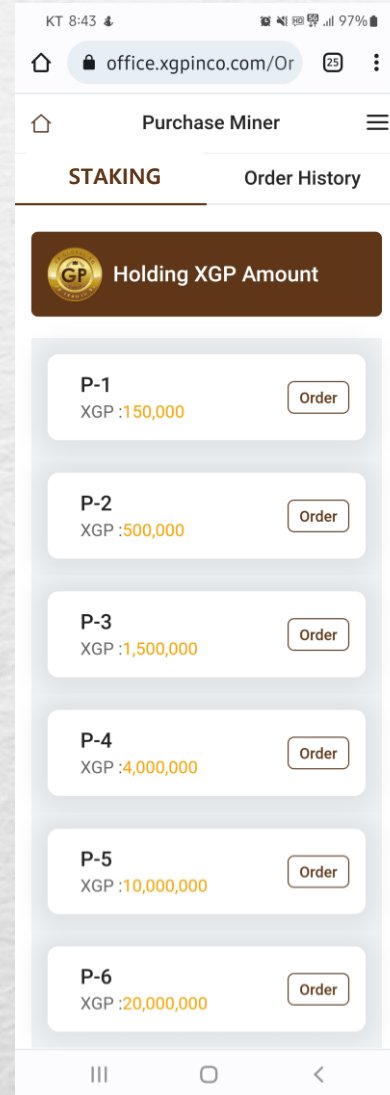 KT 8:43 97%
office.xgpinco.com/Or 25
Purchase Miner
STAKING Order History
GP Holding XGP Amount
P-1
XGP :150,000 Order
P-2
XGP :500,000 Order
P-3
XGP :1,500,000 Order
P-4
XGP :4,000,000 Order
P-5
XGP :10,000,000 Order
P-6
XGP :20,000,000 Order